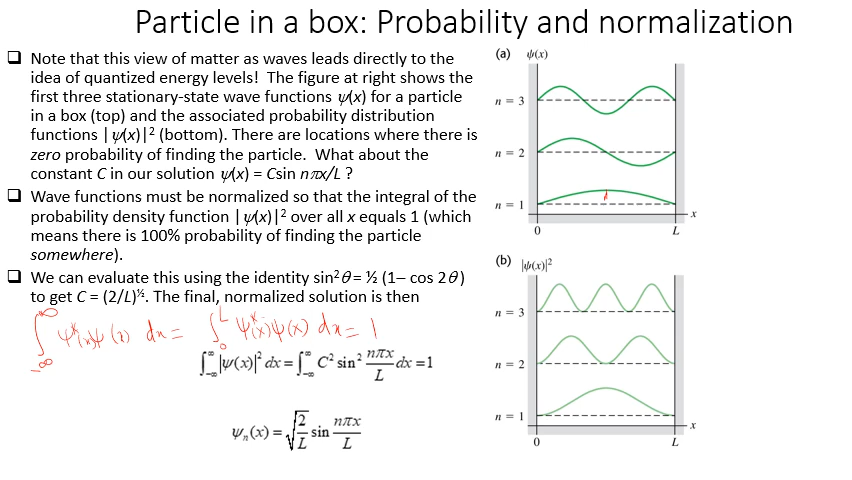 Particle in a box: Probability and normalization
❑ Note that this view of matter as waves leads directly to the
idea of quantized energy levels! The figure at right shows the
first three stationary-state wave functions ψ(x) for a particle
in a box (top) and the associated probability distribution
functions |ψ(x)|² (bottom). There are locations where there is
zero probability of finding the particle. What about the
constant C in our solution ψ(x) = Csin nπx/L ?
❑ Wave functions must be normalized so that the integral of the
probability density function |ψ(x)|² over all x equals 1 (which
means there is 100% probability of finding the particle
somewhere).
❑ We can evaluate this using the identity sin²θ = ½ (1– cos 2θ)
to get C = (2/L)^½. The final, normalized solution is then
∫_{-∞}^{∞} ψ*(x)ψ(x) dx = ∫_0^L ψ*(x)ψ(x) dx = 1
∫_{-∞}^{∞} |ψ(x)|² dx = ∫_{-∞}^{∞} C² sin² nπx/L dx = 1
ψₙ(x) = √(2/L) sin nπx/L
(a) ψ(x)
n = 3
n = 2
n = 1
x
0 L
(b) |ψ(x)|²
n = 3
n = 2
n = 1
x
0 L